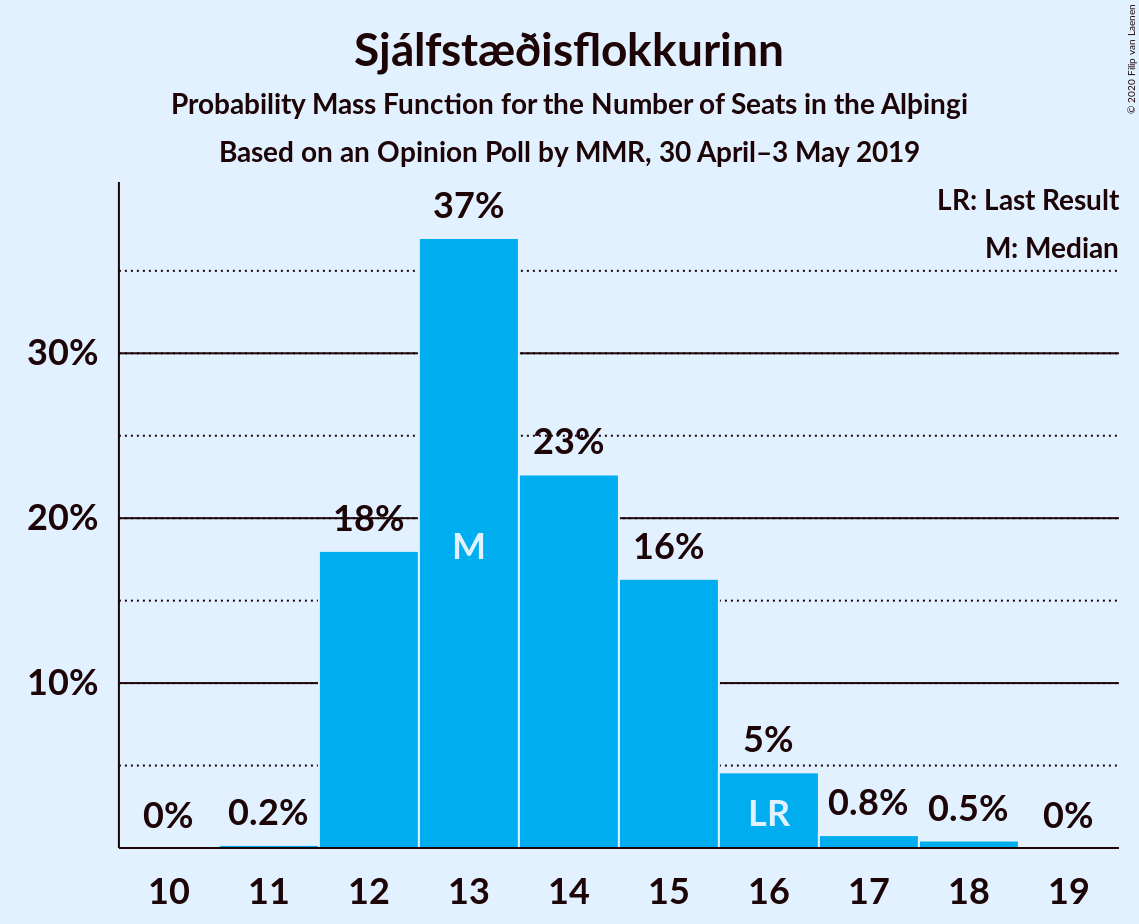 Sjálfstæðisflokkurinn
Probability Mass Function for the Number of Seats in the Alþingi
Based on an Opinion Poll by MMR, 30 April–3 May 2019
© 2020 Filip van Laenen
LR: Last Result
M: Median
37%
30%
23%
20%
18%
M
16%
10%
5%
0%
0.2%
LR
0.8%
0.5%
0%
10 11 12 13 14 15 16 17 18 19